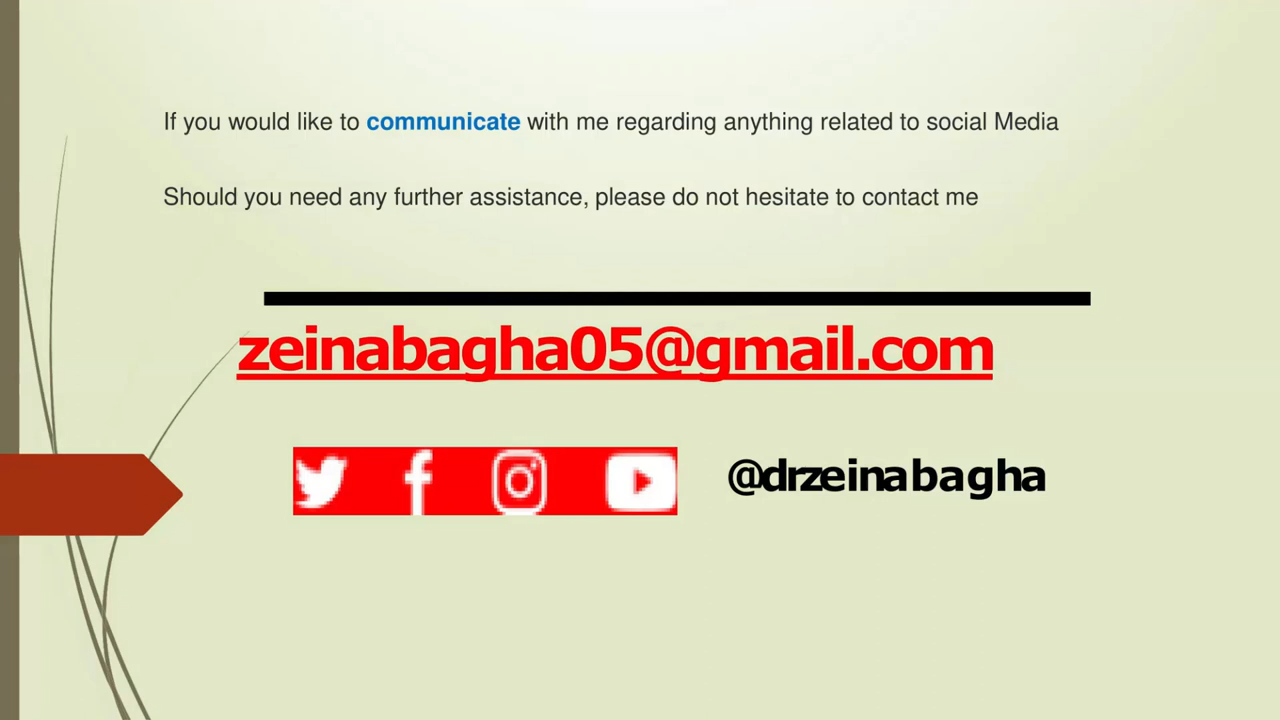 If you would like to communicate with me regarding anything related to social Media
Should you need any further assistance, please do not hesitate to contact me
zeinabagha05@gmail.com
@drzeinabagha